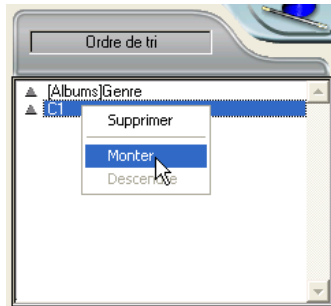 Ordre de tri
[Albums]Genre
C1
Supprimer
Monter
Descendre